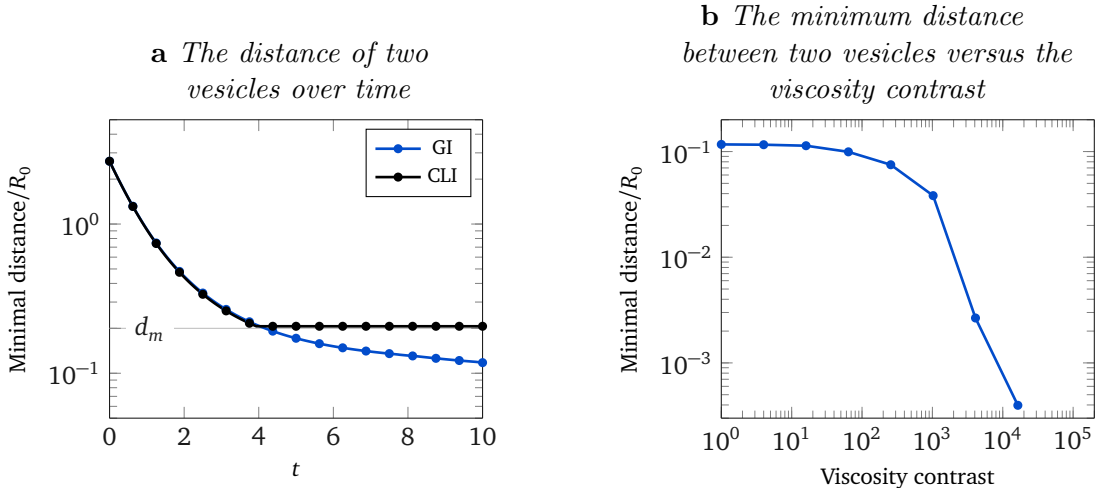 a The distance of two
vesicles over time
Minimal distance/R_0
10^0
d_m
10^{-1}
0 2 4 6 8 10
t
GI
CLI
b The minimum distance
between two vesicles versus the
viscosity contrast
Minimal distance/R_0
10^{-1}
10^{-2}
10^{-3}
10^0 10^1 10^2 10^3 10^4 10^5
Viscosity contrast